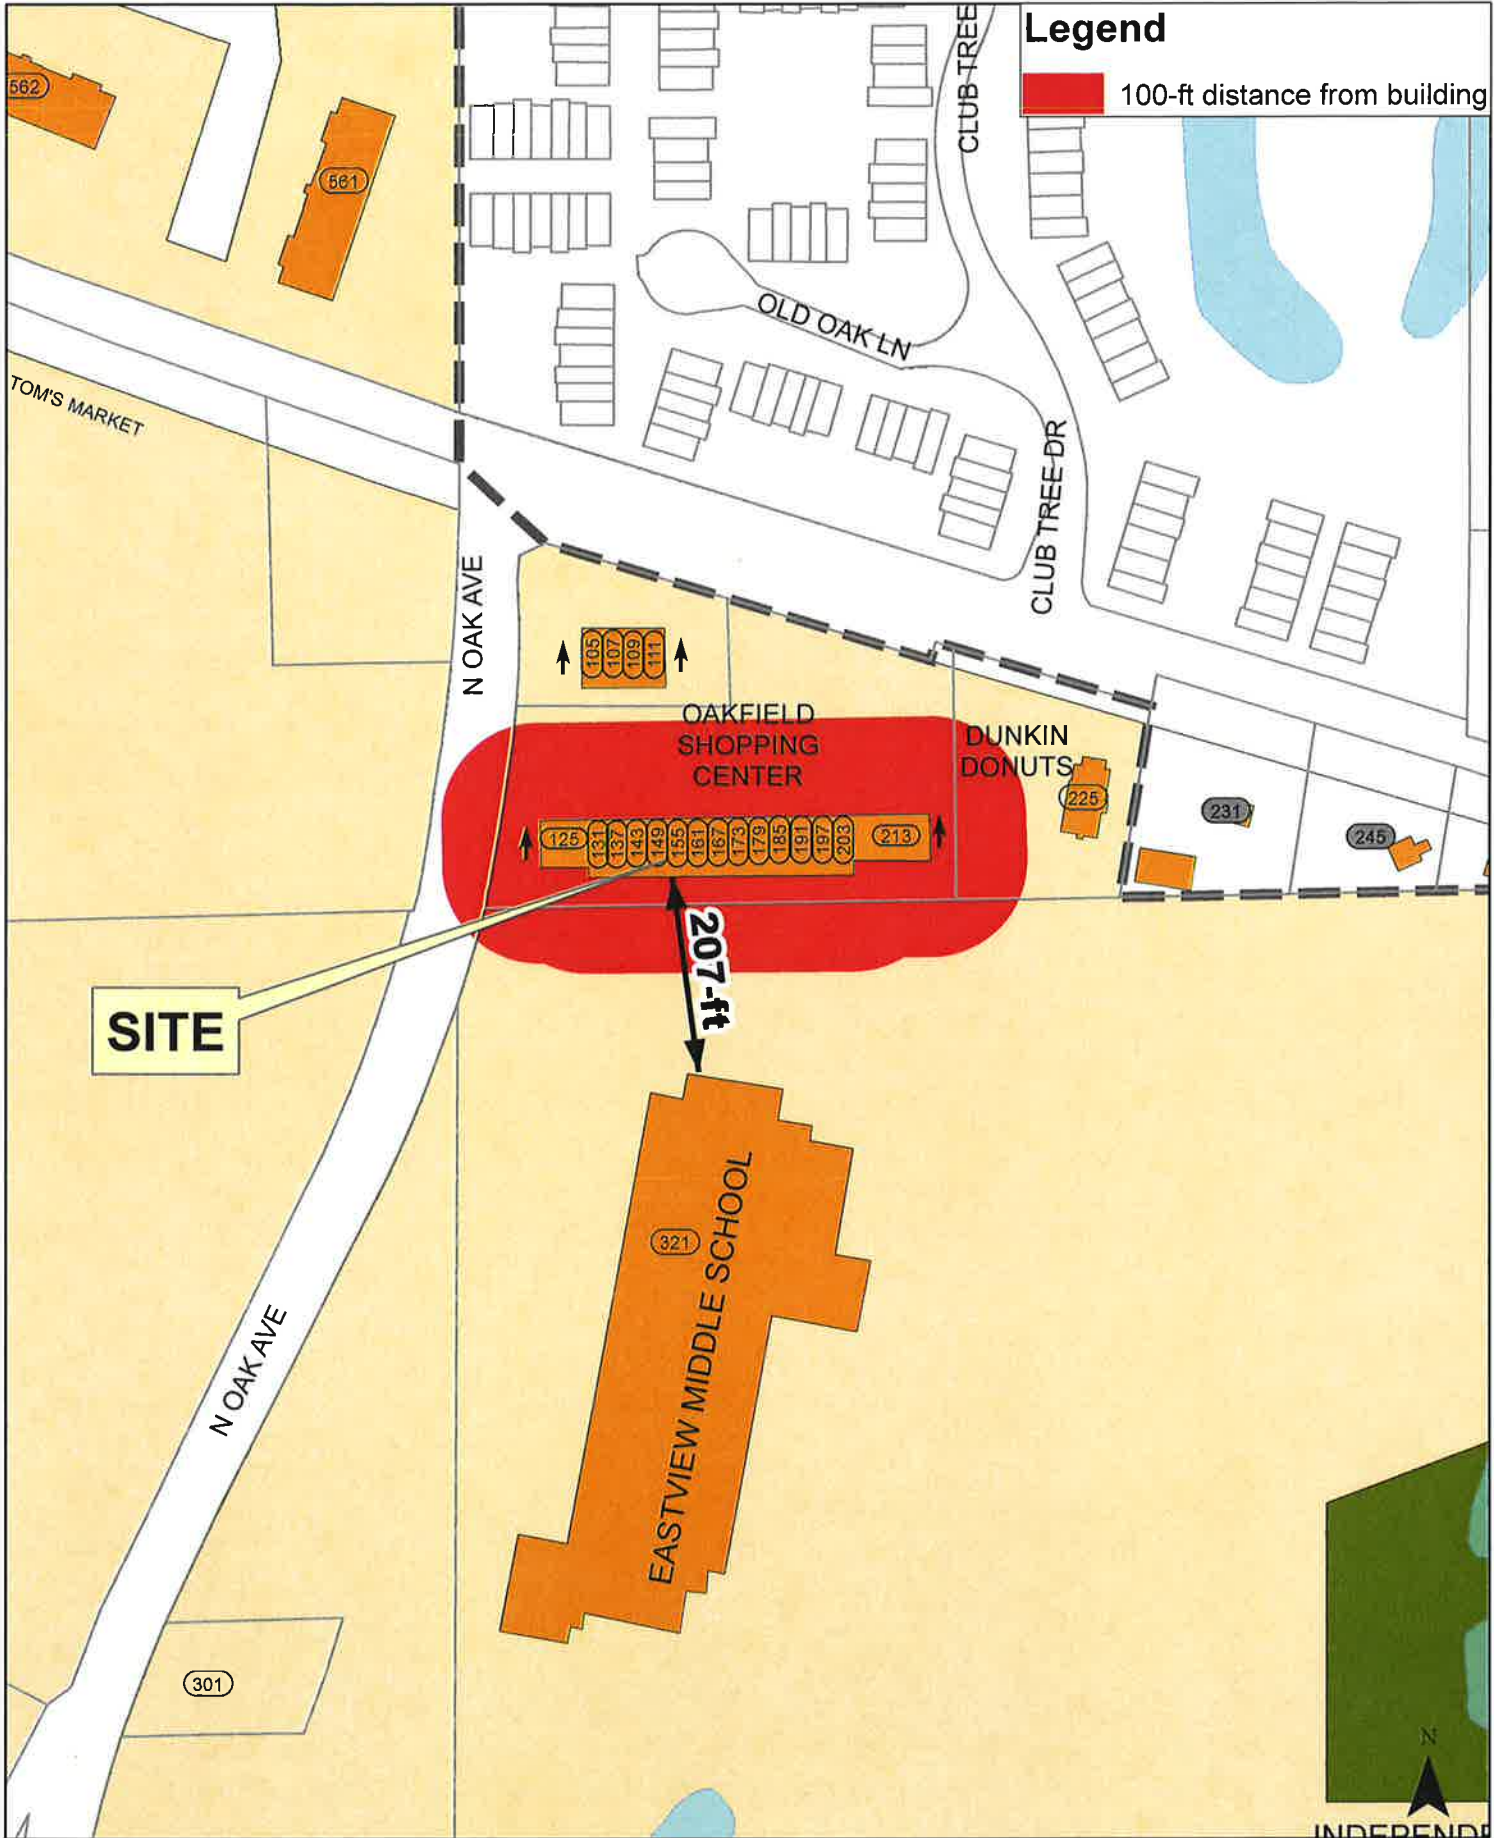 Legend
100-ft distance from building
CLUB TREE
562
561
OLD OAK LN
TOM'S MARKET
CLUB TREE DR
N OAK AVE
105
107
109
111
OAKFIELD
SHOPPING
CENTER
DUNKIN
DONUTS
225
231
245
125
131
137
143
149
155
161
167
173
179
185
191
197
203
213
207-ft
SITE
321
EASTVIEW MIDDLE SCHOOL
N OAK AVE
301
N